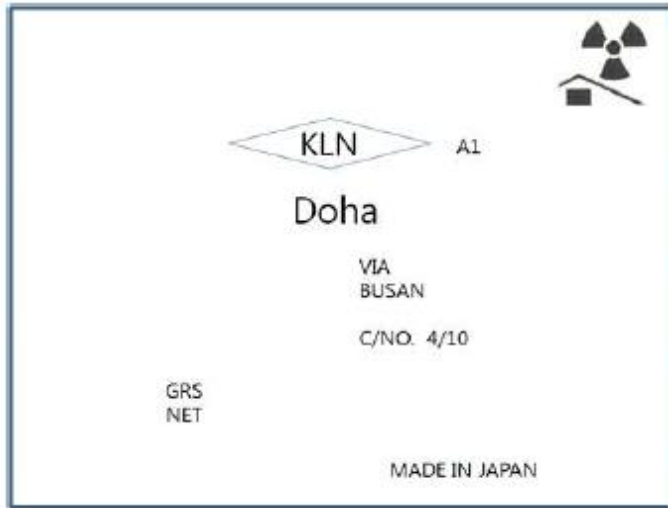 KLN A1
Doha
VIA
BUSAN
C/NO. 4/10
GRS
NET
MADE IN JAPAN